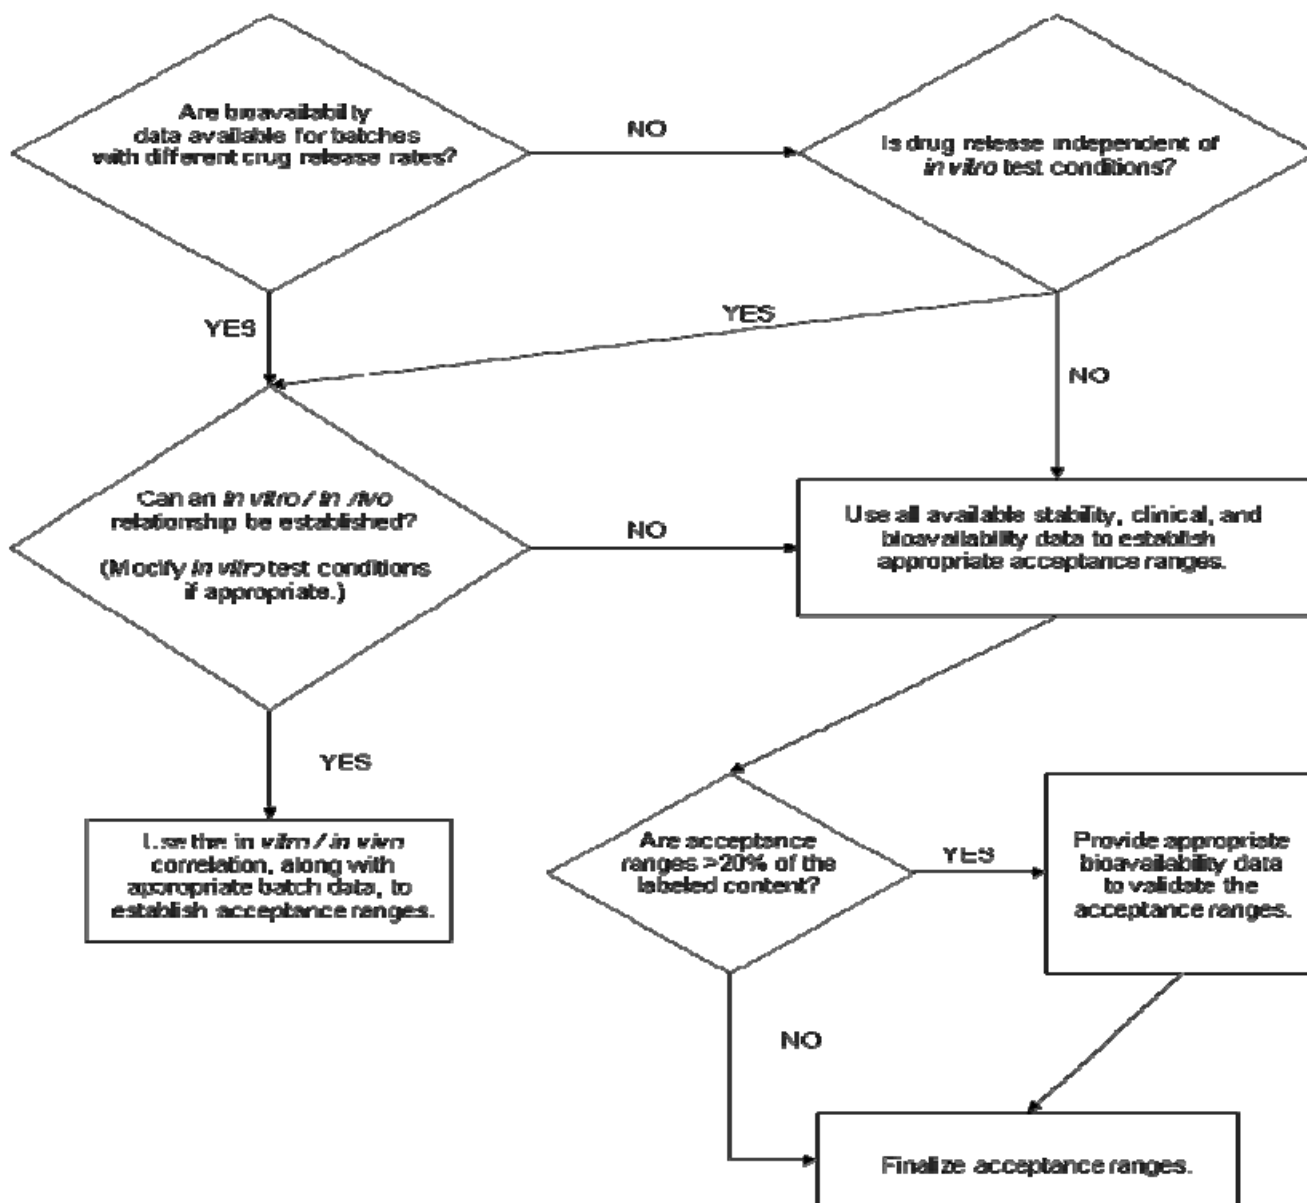 Are bioavailability
data available for batches
with different crug release rates?
NO
Is drug release independent of
in vitro test conditions?
YES
YES
NO
Can an in vitro / in vivo
relationship be established?
(Modify in vitro test conditions
if appropriate.)
NO
Use all available stability, clinical, and
bioavailability data to establish
appropriate acceptance ranges.
YES
Use the in vitro / in vivo
correlation, along with
appropriate batch data, to
establish acceptance ranges.
Are acceptance
ranges >20% of the
labeled content?
YES
Provide appropriate
bioavailability data
to validate the
acceptance ranges.
NO
Finalize acceptance ranges.